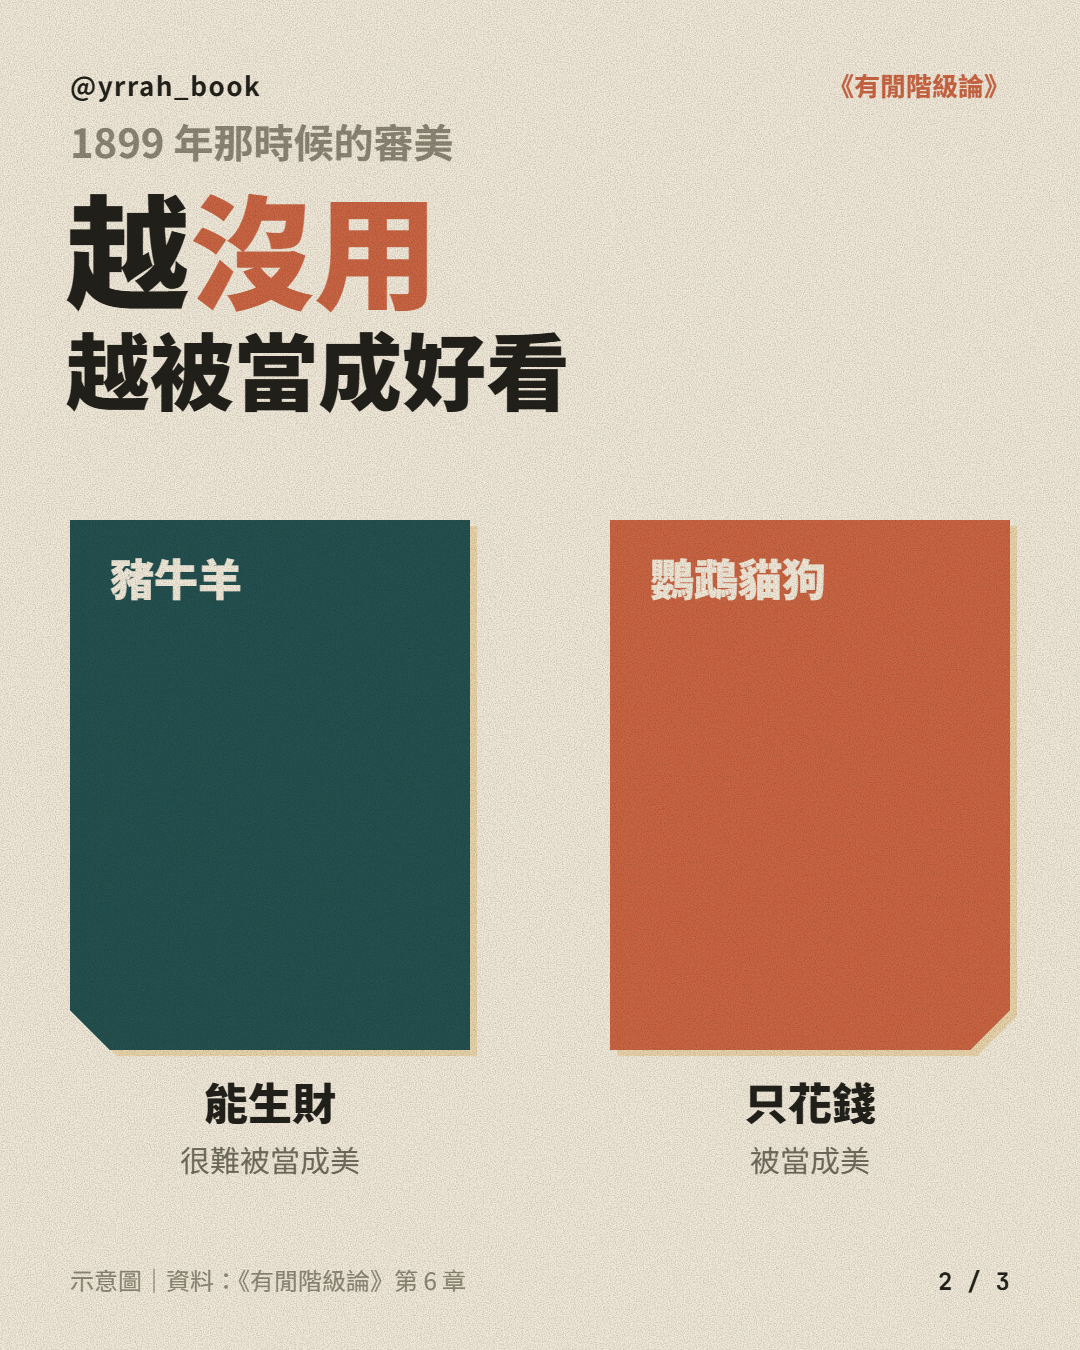 @yrrah_book
《有閒階級論》
1899 年那時候的審美
越沒用
越被當成好看
豬牛羊
鸚鵡貓狗
能生財
很難被當成美
只花錢
被當成美
示意圖｜資料：《有閒階級論》第 6 章
2 / 3